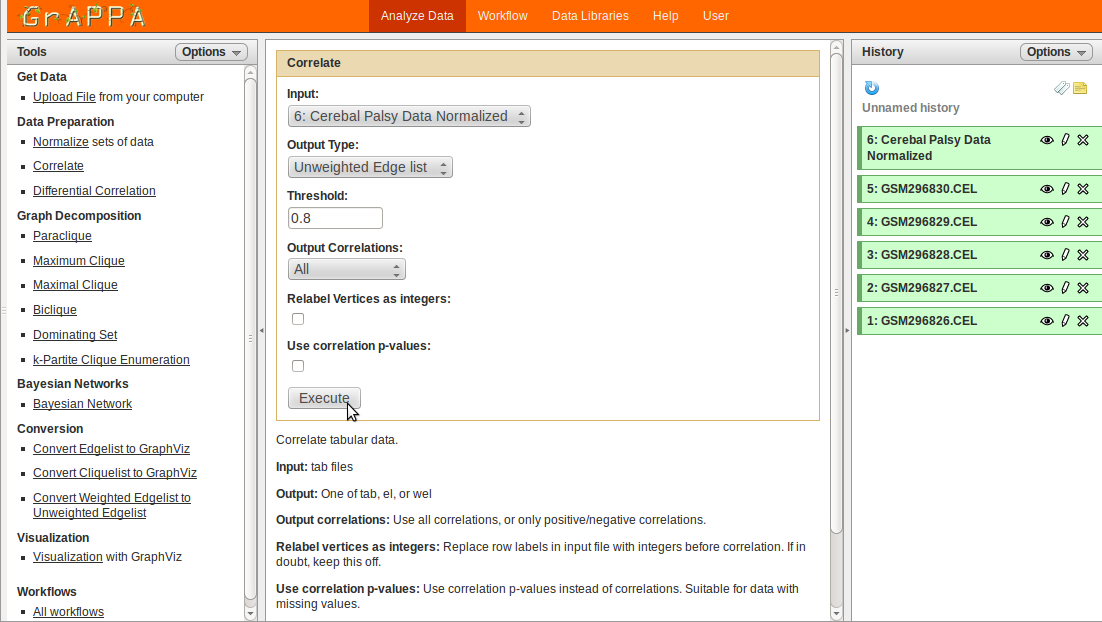 GrAPPA
Analyze Data
Workflow
Data Libraries
Help
User
Tools
Options
Get Data
Upload File from your computer
Data Preparation
Normalize sets of data
Correlate
Differential Correlation
Graph Decomposition
Paraclique
Maximum Clique
Maximal Clique
Biclique
Dominating Set
k-Partite Clique Enumeration
Bayesian Networks
Bayesian Network
Conversion
Convert Edgelist to GraphViz
Convert Cliquelist to GraphViz
Convert Weighted Edgelist to
Unweighted Edgelist
Visualization
Visualization with GraphViz
Workflows
All workflows
Correlate
Input:
6: Cerebal Palsy Data Normalized
Output Type:
Unweighted Edge list
Threshold:
0.8
Output Correlations:
All
Relabel Vertices as integers:
Use correlation p-values:
Execute
Correlate tabular data.
Input: tab files
Output: One of tab, el, or wel
Output correlations: Use all correlations, or only positive/negative correlations.
Relabel vertices as integers: Replace row labels in input file with integers before correlation. If in
doubt, keep this off.
Use correlation p-values: Use correlation p-values instead of correlations. Suitable for data with
missing values.
History
Options
Unnamed history
6: Cerebal Palsy Data
Normalized
5: GSM296830.CEL
4: GSM296829.CEL
3: GSM296828.CEL
2: GSM296827.CEL
1: GSM296826.CEL